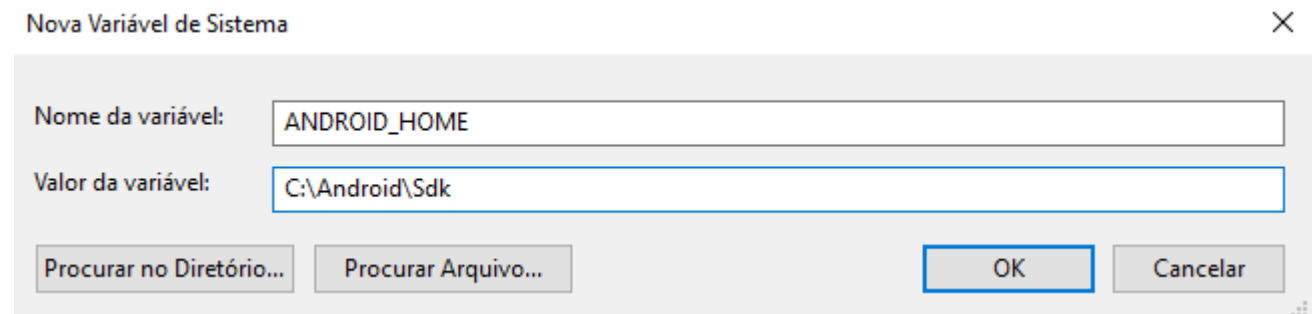 Nova Variável de Sistema
Nome da variável: ANDROID_HOME
Valor da variável: C:\Android\Sdk
Procurar no Diretório... Procurar Arquivo... OK Cancelar